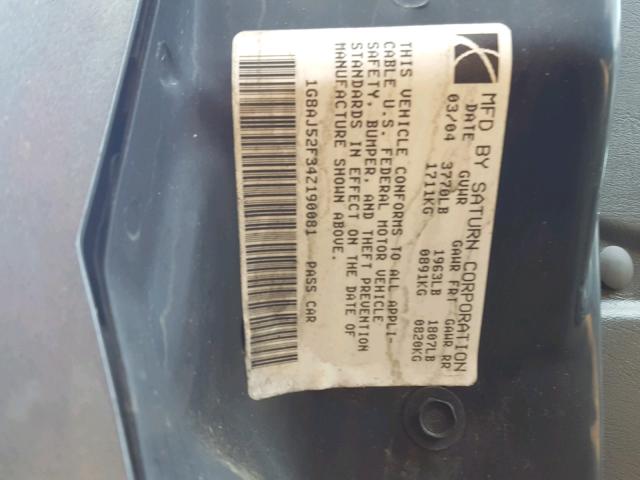 MFD BY SATURN CORPORATION
DATE GVWR GAWR FRT GAWR RR
03/04 3770LB 1963LB 1807LB
1711KG 0891KG 0820KG
THIS VEHICLE CONFORMS TO ALL APPLI-
CABLE U.S. FEDERAL MOTOR VEHICLE
SAFETY, BUMPER, AND THEFT PREVENTION
STANDARDS IN EFFECT ON THE DATE OF
MANUFACTURE SHOWN ABOVE.
1G8AJ52F34Z190081 PASS CAR